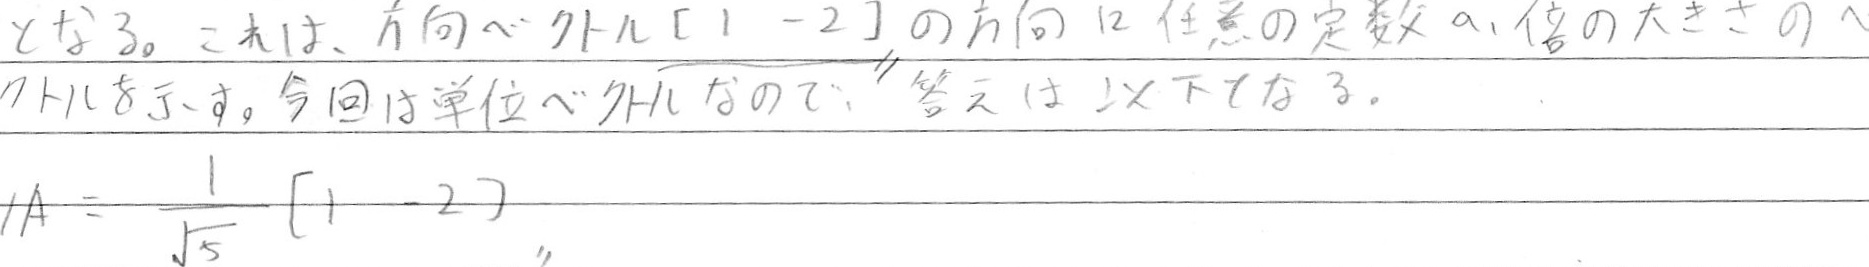 となる。これは、方向ベクトル[1 -2]の方向に任意の定数a₁倍の大きさのベ
クトルを示す。今回は単位ベクトルなので、答えは以下となる。
A = 1/√5 [1 -2]〃